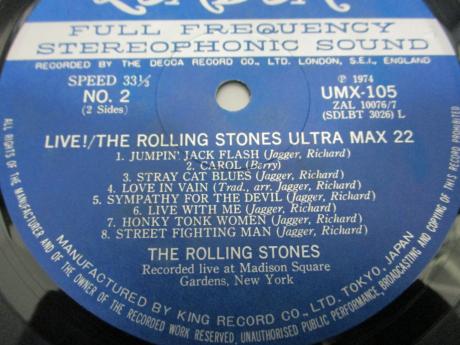 FULL FREQUENCY
STEREOPHONIC SOUND
RECORDED BY THE DECCA RECORD CO., LTD. LONDON, S.E.I., ENGLAND
SPEED 33⅓
NO. 2
(2 Sides)
℗ 1974
UMX-105
ZAL 10076/7
(SDLBT 3026) L
LIVE!/THE ROLLING STONES ULTRA MAX 22
1. JUMPIN' JACK FLASH (Jagger, Richard)
2. CAROL (Berry)
3. STRAY CAT BLUES (Jagger, Richard)
4. LOVE IN VAIN (Trad., arr. Jagger, Richard)
5. SYMPATHY FOR THE DEVIL (Jagger, Richard)
6. LIVE WITH ME (Jagger, Richard)
7. HONKY TONK WOMEN (Jagger, Richard)
8. STREET FIGHTING MAN (Jagger, Richard)
THE ROLLING STONES
Recorded live at Madison Square
Gardens, New York
MANUFACTURED BY KING RECORD CO., LTD. TOKYO, JAPAN
ALL RIGHTS OF THE MANUFACTURER AND OF THE OWNER OF THE RECORDED WORK RESERVED, UNAUTHORISED PUBLIC PERFORMANCE, BROADCASTING AND COPYING OF THIS RECORD PROHIBITED